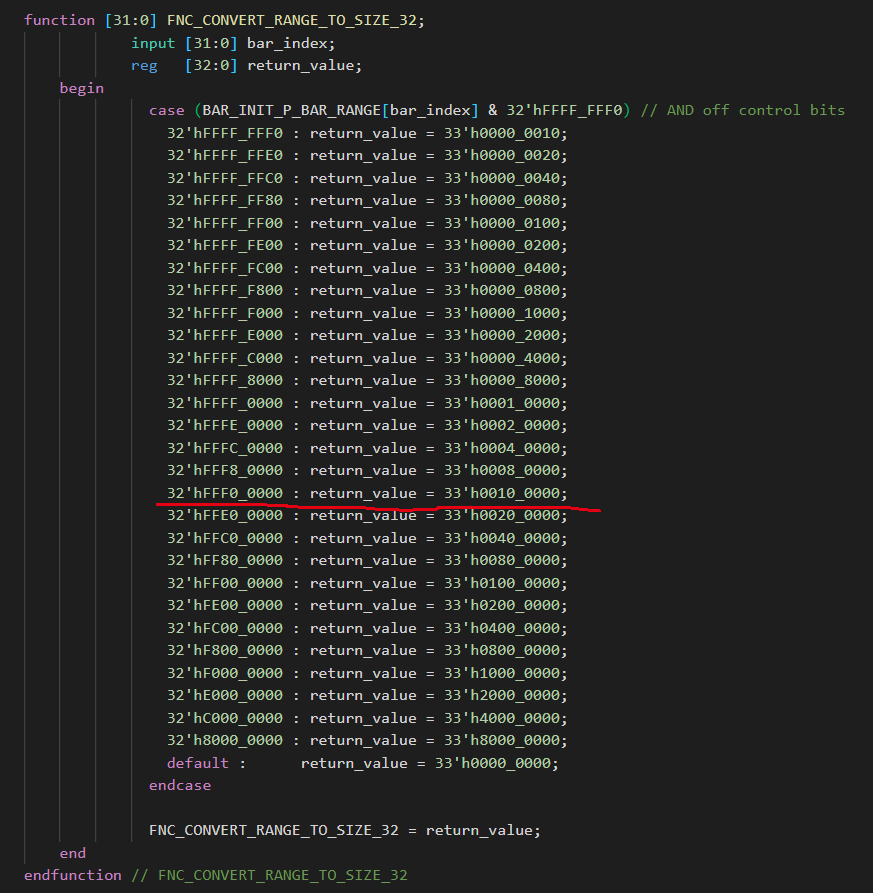 function [31:0] FNC_CONVERT_RANGE_TO_SIZE_32;
input [31:0] bar_index;
reg [32:0] return_value;
begin
case (BAR_INIT_P_BAR_RANGE[bar_index] & 32'hFFFF_FFF0) // AND off control bits
32'hFFFF_FFF0 : return_value = 33'h0000_0010;
32'hFFFF_FFE0 : return_value = 33'h0000_0020;
32'hFFFF_FFC0 : return_value = 33'h0000_0040;
32'hFFFF_FF80 : return_value = 33'h0000_0080;
32'hFFFF_FF00 : return_value = 33'h0000_0100;
32'hFFFF_FE00 : return_value = 33'h0000_0200;
32'hFFFF_FC00 : return_value = 33'h0000_0400;
32'hFFFF_F800 : return_value = 33'h0000_0800;
32'hFFFF_F000 : return_value = 33'h0000_1000;
32'hFFFF_E000 : return_value = 33'h0000_2000;
32'hFFFF_C000 : return_value = 33'h0000_4000;
32'hFFFF_8000 : return_value = 33'h0000_8000;
32'hFFFF_0000 : return_value = 33'h0001_0000;
32'hFFFE_0000 : return_value = 33'h0002_0000;
32'hFFFC_0000 : return_value = 33'h0004_0000;
32'hFFF8_0000 : return_value = 33'h0008_0000;
32'hFFF0_0000 : return_value = 33'h0010_0000;
32'hFFE0_0000 : return_value = 33'h0020_0000;
32'hFFC0_0000 : return_value = 33'h0040_0000;
32'hFF80_0000 : return_value = 33'h0080_0000;
32'hFF00_0000 : return_value = 33'h0100_0000;
32'hFE00_0000 : return_value = 33'h0200_0000;
32'hFC00_0000 : return_value = 33'h0400_0000;
32'hF800_0000 : return_value = 33'h0800_0000;
32'hF000_0000 : return_value = 33'h1000_0000;
32'hE000_0000 : return_value = 33'h2000_0000;
32'hC000_0000 : return_value = 33'h4000_0000;
32'h8000_0000 : return_value = 33'h8000_0000;
default : return_value = 33'h0000_0000;
endcase
FNC_CONVERT_RANGE_TO_SIZE_32 = return_value;
end
endfunction // FNC_CONVERT_RANGE_TO_SIZE_32